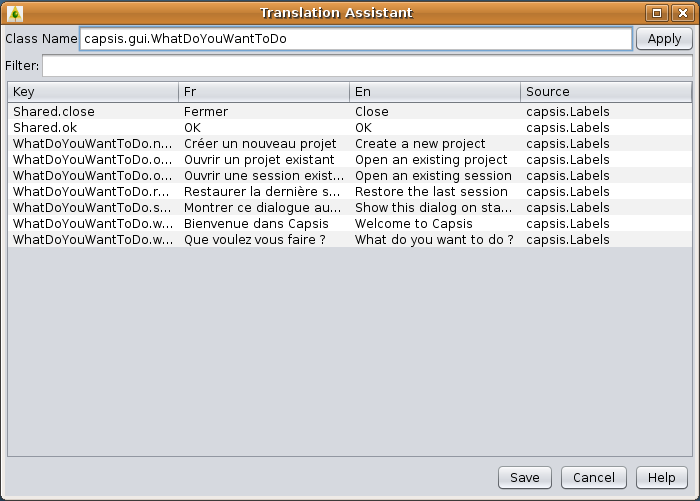 Translation Assistant
Class Name capsis.gui.WhatDoYouWantToDo Apply
Filter:
Key Fr En Source
Shared.close Fermer Close capsis.Labels
Shared.ok OK OK capsis.Labels
WhatDoYouWantToDo.n... Créer un nouveau projet Create a new project capsis.Labels
WhatDoYouWantToDo.o... Ouvrir un projet existant Open an existing project capsis.Labels
WhatDoYouWantToDo.o... Ouvrir une session exist... Open an existing session capsis.Labels
WhatDoYouWantToDo.r... Restaurer la dernière s... Restore the last session capsis.Labels
WhatDoYouWantToDo.s... Montrer ce dialogue au... Show this dialog on sta... capsis.Labels
WhatDoYouWantToDo.w... Bienvenue dans Capsis Welcome to Capsis capsis.Labels
WhatDoYouWantToDo.w... Que voulez vous faire ? What do you want to do ? capsis.Labels
Save Cancel Help